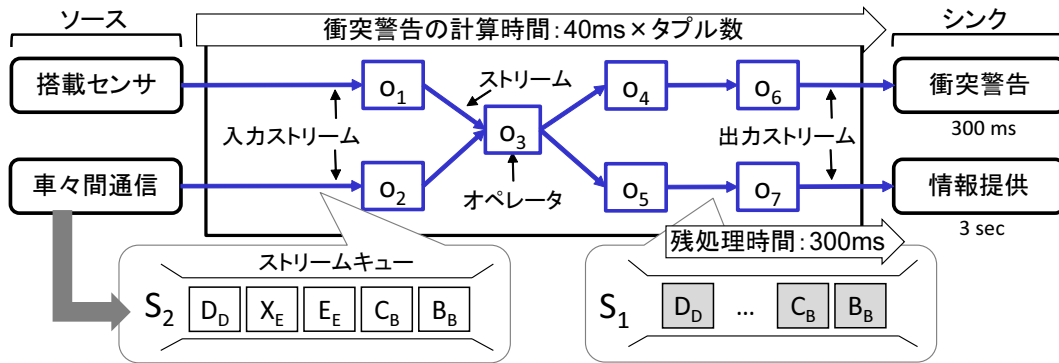 ソース
衝突警告の計算時間:40ms×タプル数
シンク
搭載センサ
o1
ストリーム
o4
o6
衝突警告
300 ms
入力ストリーム
o3
出力ストリーム
車々間通信
o2
オペレータ
o5
o7
情報提供
3 sec
残処理時間:300ms
ストリームキュー
S2 DD XE EE CB BB
S1 DD … CB BB